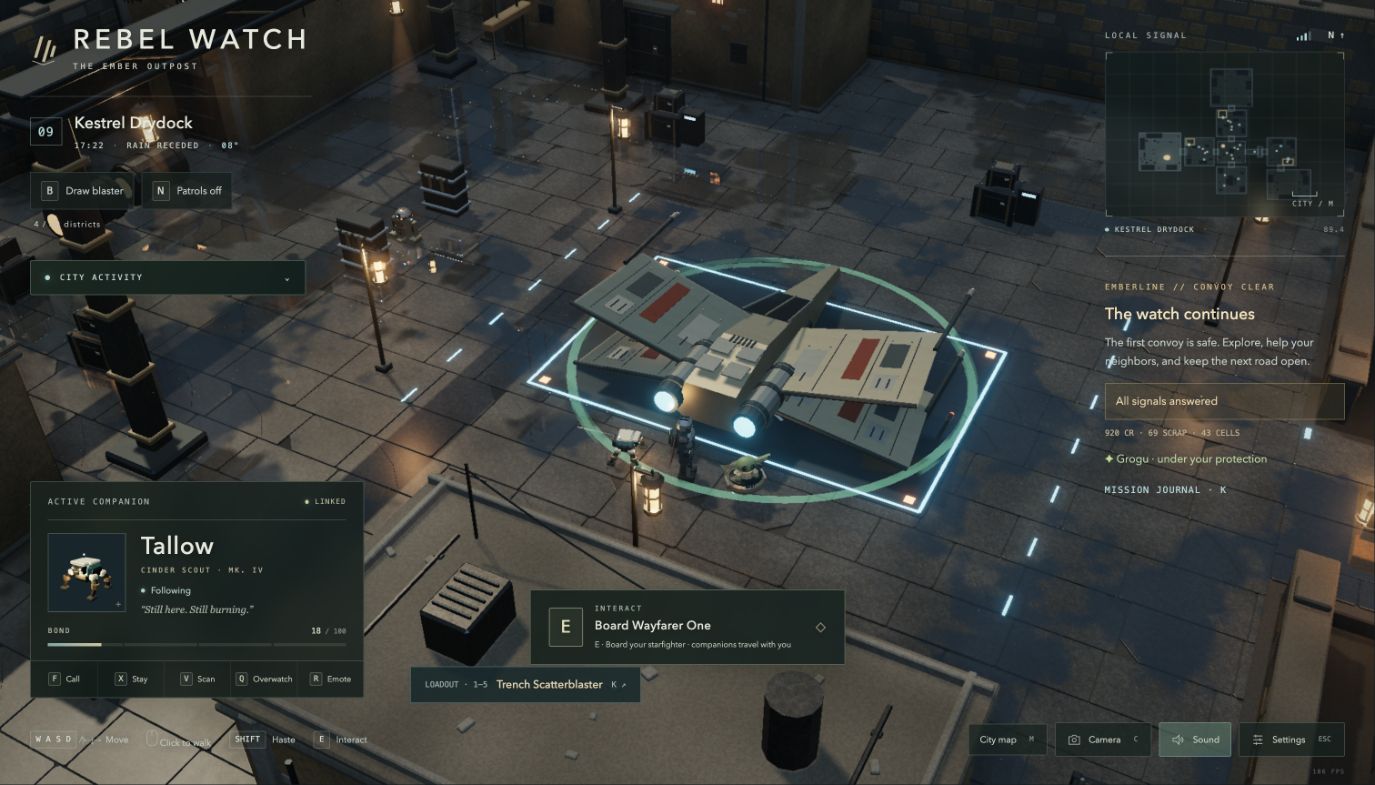 REBEL WATCH
THE EMBER OUTPOST
09
Kestrel Drydock
17:22 · RAIN RECEDED · 08°
B Draw blaster
N Patrols off
4 / districts
CITY ACTIVITY
ACTIVE COMPANION
LINKED
Tallow
CINDER SCOUT · MK. IV
Following
"Still here. Still burning."
BOND
18 / 100
F Call
X Stay
V Scan
Q Overwatch
R Emote
W A S D Move
Click to walk
SHIFT Haste
E Interact
E
INTERACT
Board Wayfarer One
E · Board your starfighter · companions travel with you
LOADOUT · 1–5 Trench Scatterblaster K ↗
LOCAL SIGNAL
N ↑
CITY / M
KESTREL DRYDOCK
89.4
EMBERLINE // CONVOY CLEAR
The watch continues
The first convoy is safe. Explore, help your
neighbors, and keep the next road open.
All signals answered
920 CR · 69 SCRAP · 43 CELLS
✦ Grogu · under your protection
MISSION JOURNAL · K
City map M
Camera C
Sound
Settings ESC
106 FPS